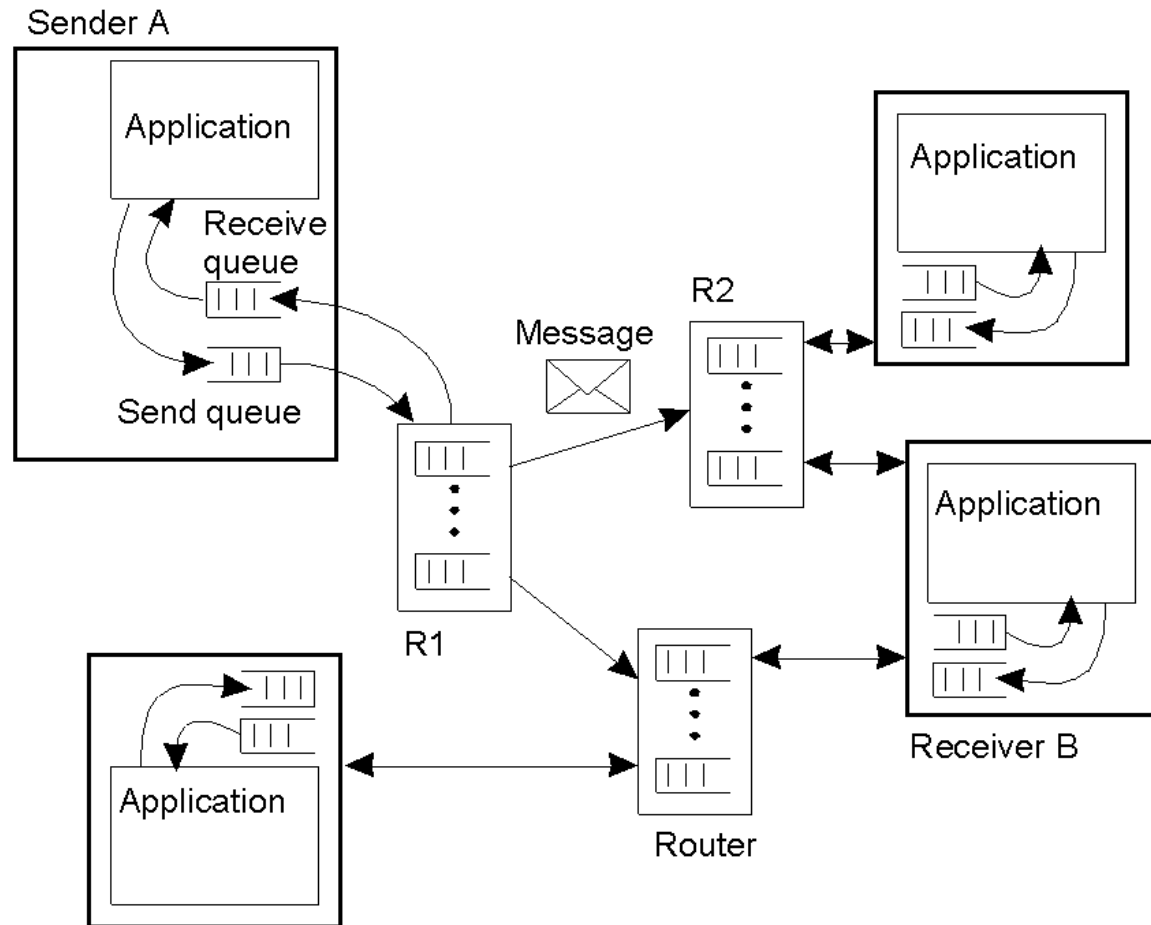 Sender A
Application
Receive
queue
Send queue
Application
R2
Message
R1
Application
Receiver B
Application
Router